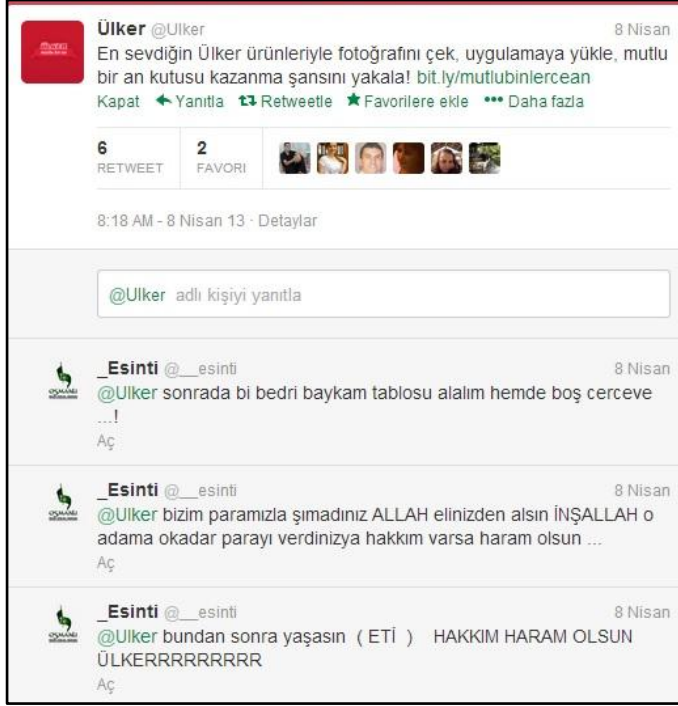 ÜLKER
Ülker @Ulker 8 Nisan
En sevdiğin Ülker ürünleriyle fotoğrafını çek, uygulamaya yükle, mutlu
bir an kutusu kazanma şansını yakala! bit.ly/mutlubinlercean
Kapat Yanıtla Retweetle Favorilere ekle Daha fazla
6 2
RETWEET FAVORI
8:18 AM - 8 Nisan 13 · Detaylar
@Ulker adlı kişiyi yanıtla
_Esinti @__esinti 8 Nisan
@Ulker sonrada bi bedri baykam tablosu alalım hemde boş cerceve
...!
Aç
_Esinti @__esinti 8 Nisan
@Ulker bizim paramızla şımadınız ALLAH elinizden alsın İNŞALLAH o
adama okadar parayı verdinizya hakkım varsa haram olsun ...
Aç
_Esinti @__esinti 8 Nisan
@Ulker bundan sonra yaşasın ( ETİ ) HAKKIM HARAM OLSUN
ÜLKERRRRRRRRRR
Aç